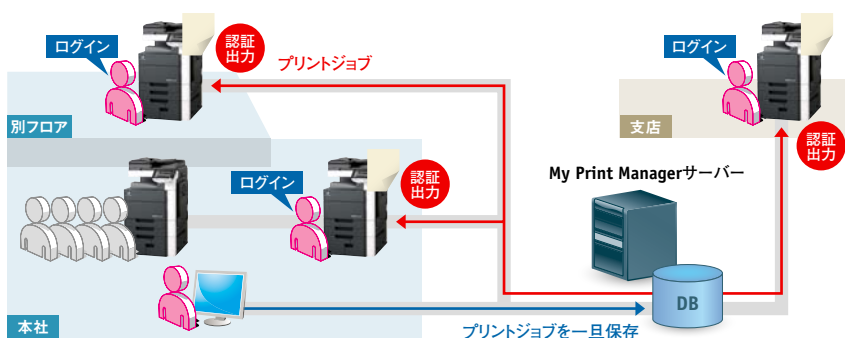 ログイン
認証
出力
プリントジョブ
ログイン
認証
出力
別フロア
支店
ログイン
認証
出力
My Print Managerサーバー
DB
本社
プリントジョブを一旦保存